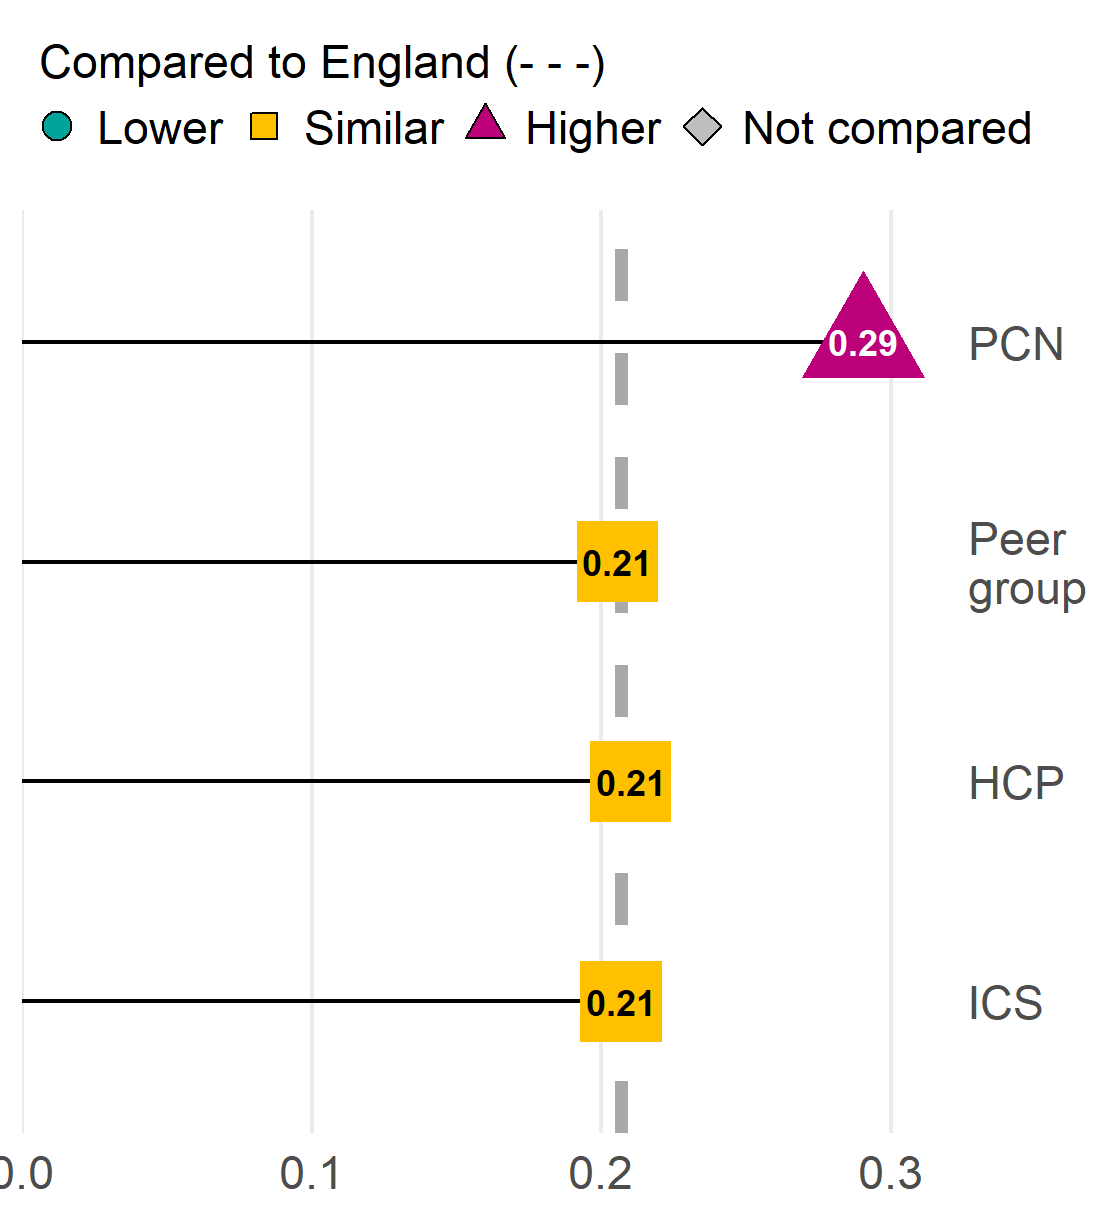 Compared to England (- - -)
Lower Similar Higher Not compared
0.29 PCN
0.21 Peer
group
0.21 HCP
0.21 ICS
0.0 0.1 0.2 0.3